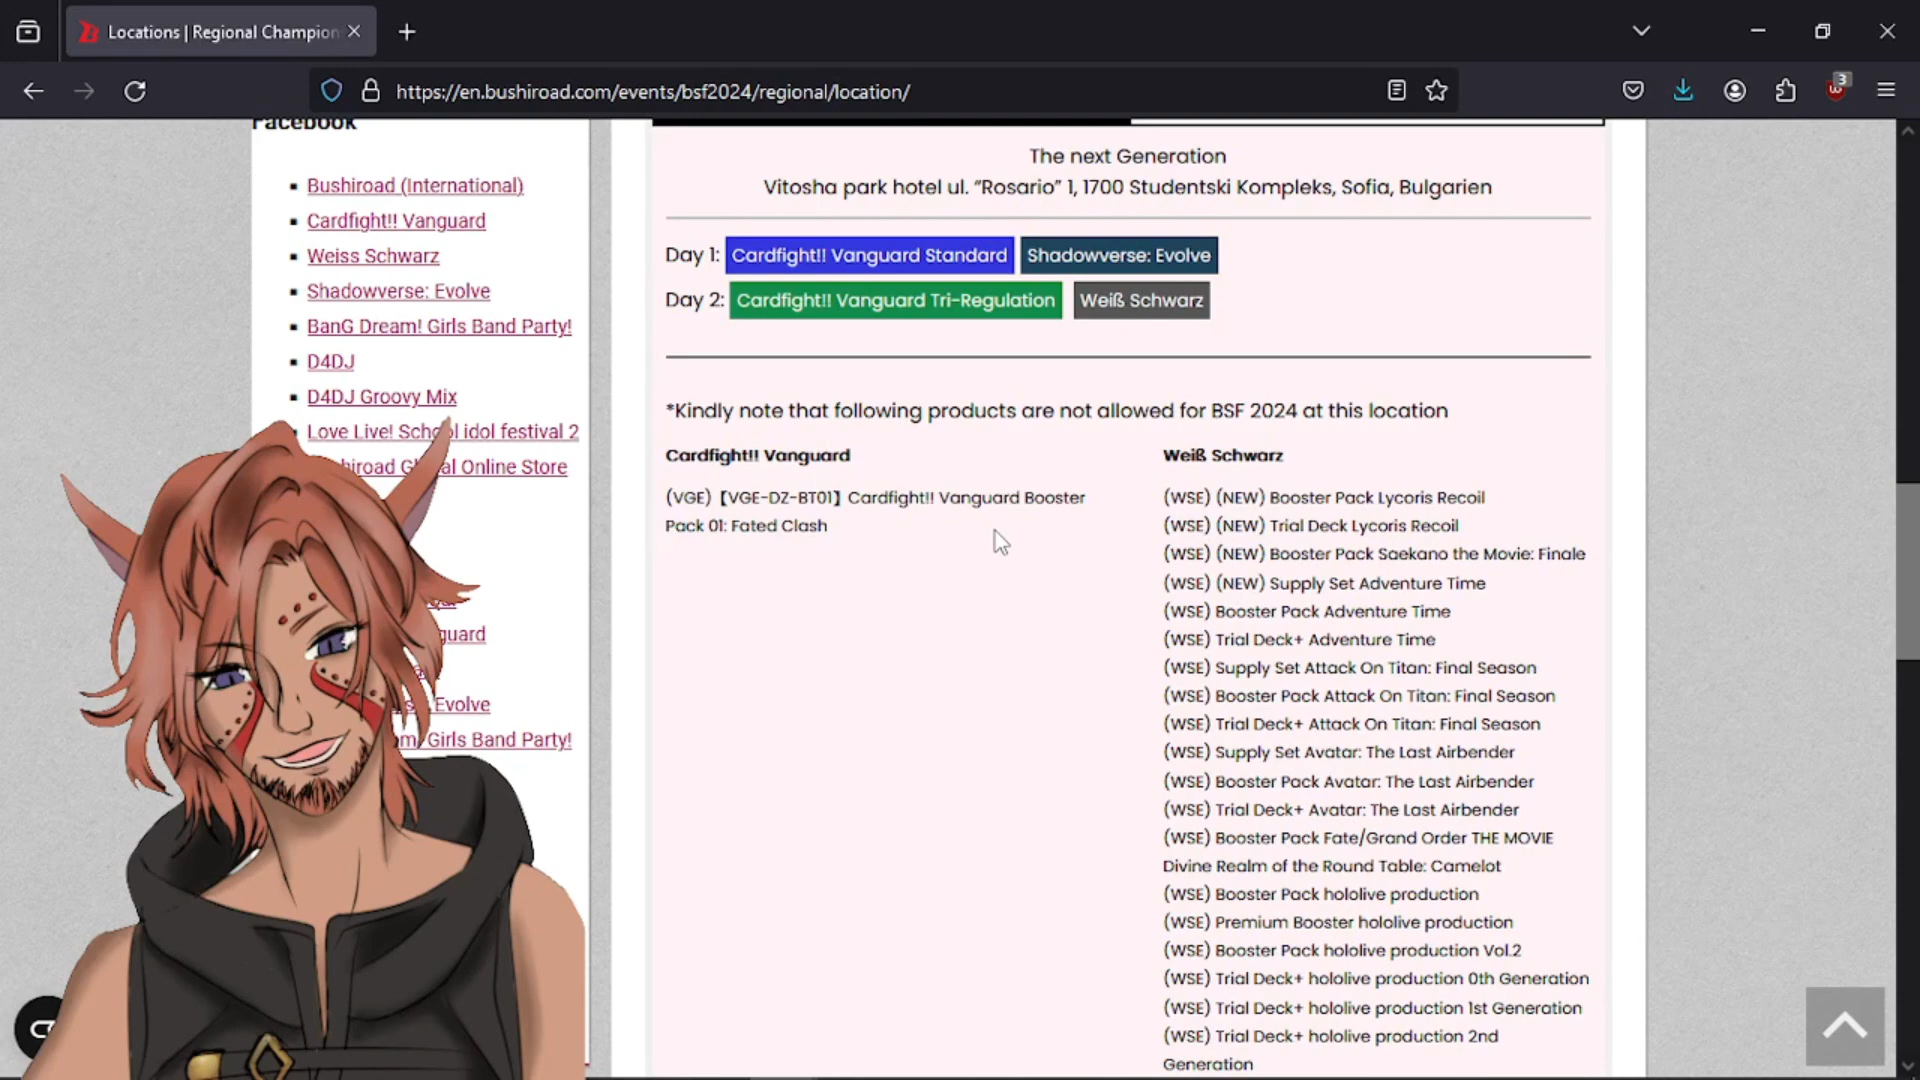 Locations | Regional Champion
https://en.bushiroad.com/events/bsf2024/regional/location/
3
Facebook
Bushiroad (International)
Cardfight!! Vanguard
Weiss Schwarz
Shadowverse: Evolve
BanG Dream! Girls Band Party!
D4DJ
D4DJ Groovy Mix
Love Live! School idol festival 2
Online Store
Evolve
Girls Band Party!
The next Generation
Vitosha park hotel ul. “Rosario” 1, 1700 Studentski Kompleks, Sofia, Bulgarien
Day 1: Cardfight!! Vanguard Standard Shadowverse: Evolve
Day 2: Cardfight!! Vanguard Tri-Regulation Weiß Schwarz
*Kindly note that following products are not allowed for BSF 2024 at this location
Cardfight!! Vanguard
(VGE)【VGE-DZ-BT01】Cardfight!! Vanguard Booster
Pack 01: Fated Clash
Weiß Schwarz
(WSE) (NEW) Booster Pack Lycoris Recoil
(WSE) (NEW) Trial Deck Lycoris Recoil
(WSE) (NEW) Booster Pack Saekano the Movie: Finale
(WSE) (NEW) Supply Set Adventure Time
(WSE) Booster Pack Adventure Time
(WSE) Trial Deck+ Adventure Time
(WSE) Supply Set Attack On Titan: Final Season
(WSE) Booster Pack Attack On Titan: Final Season
(WSE) Trial Deck+ Attack On Titan: Final Season
(WSE) Supply Set Avatar: The Last Airbender
(WSE) Booster Pack Avatar: The Last Airbender
(WSE) Trial Deck+ Avatar: The Last Airbender
(WSE) Booster Pack Fate/Grand Order THE MOVIE
Divine Realm of the Round Table: Camelot
(WSE) Booster Pack hololive production
(WSE) Premium Booster hololive production
(WSE) Booster Pack hololive production Vol.2
(WSE) Trial Deck+ hololive production 0th Generation
(WSE) Trial Deck+ hololive production 1st Generation
(WSE) Trial Deck+ hololive production 2nd
Generation